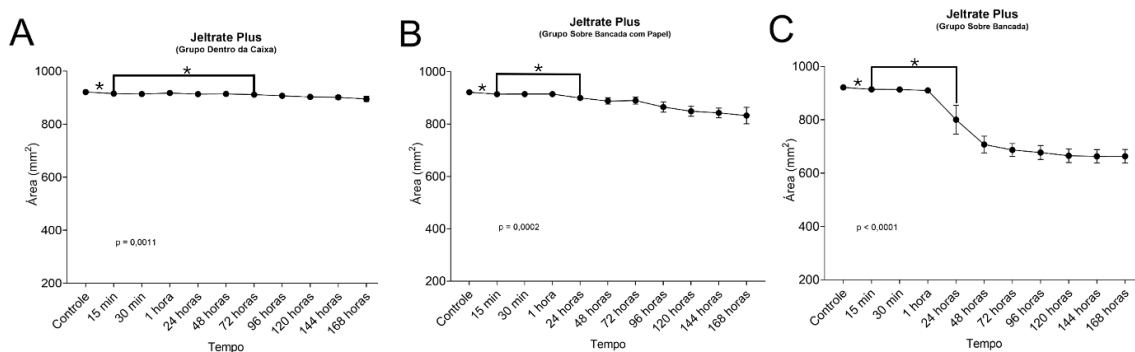 A
Jeltrate Plus
(Grupo Dentro da Caixa)
*
*
1000
800
600
400
200
Área (mm²)
p = 0,0011
Controle
15 min
30 min
1 hora
24 horas
48 horas
72 horas
96 horas
120 horas
144 horas
168 horas
Tempo
B
Jeltrate Plus
(Grupo Sobre Bancada com Papel)
*
*
1000
800
600
400
200
Área (mm²)
p = 0,0002
Controle
15 min
30 min
1 hora
24 horas
48 horas
72 horas
96 horas
120 horas
144 horas
168 horas
Tempo
C
Jeltrate Plus
(Grupo Sobre Bancada)
*
*
1000
800
600
400
200
Área (mm²)
p < 0,0001
Controle
15 min
30 min
1 hora
24 horas
48 horas
72 horas
96 horas
120 horas
144 horas
168 horas
Tempo